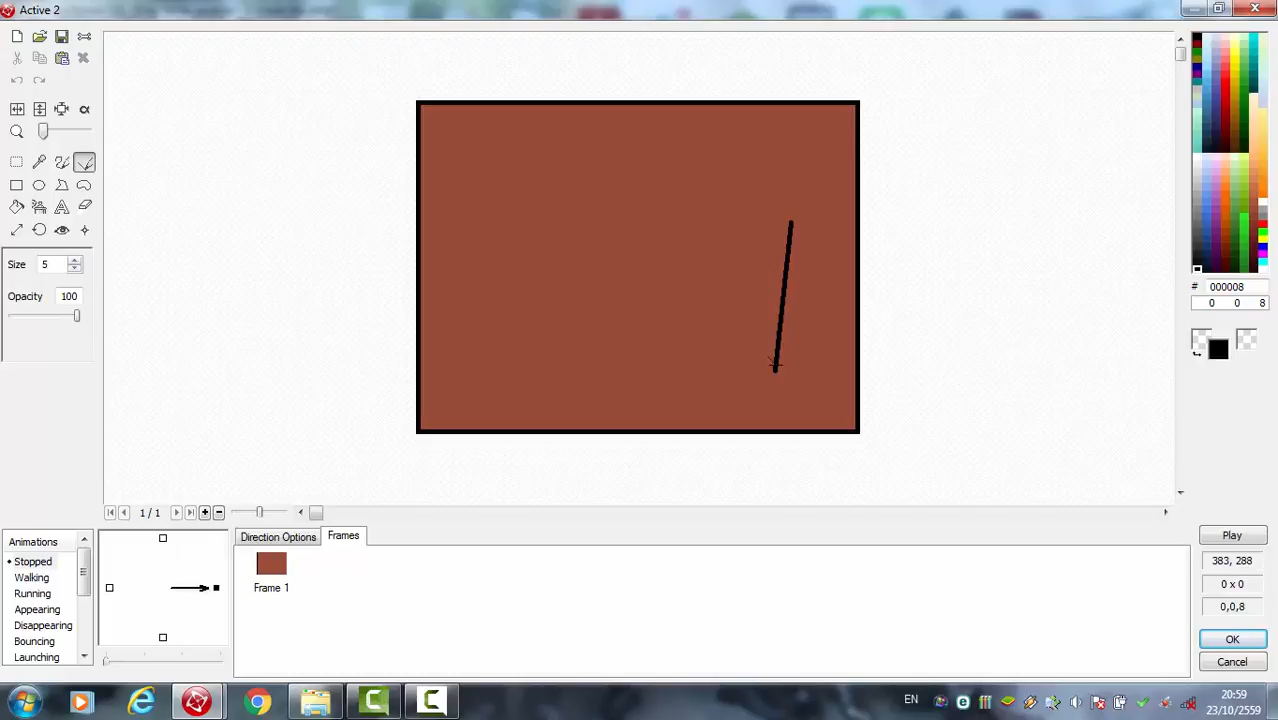 Active 2
Size 5
Opacity 100
# 000008
0 0 8
1 / 1
Animations
Stopped
Walking
Running
Appearing
Disappearing
Bouncing
Launching
Direction Options
Frames
Frame 1
Play
383, 288
0 x 0
0,0,8
OK
Cancel
EN
20:59
23/10/2559